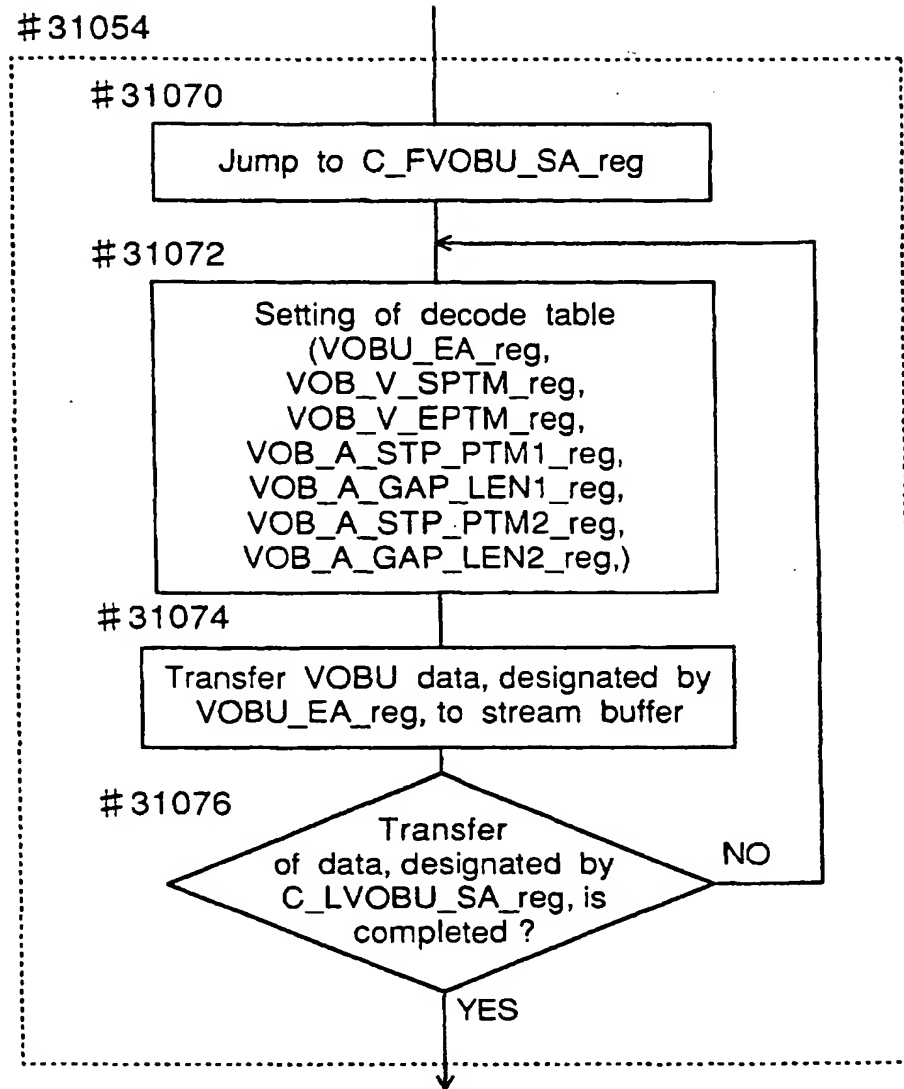 #31054
#31070
Jump to C_FVOBU_SA_reg
#31072
Setting of decode table
(VOBU_EA_reg,
VOB_V_SPTM_reg,
VOB_V_EPTM_reg,
VOB_A_STP_PTM1_reg,
VOB_A_GAP_LEN1_reg,
VOB_A_STP_PTM2_reg,
VOB_A_GAP_LEN2_reg,)
#31074
Transfer VOBU data, designated by
VOBU_EA_reg, to stream buffer
#31076
Transfer
of data, designated by
C_LVOBU_SA_reg, is
completed ?
NO
YES